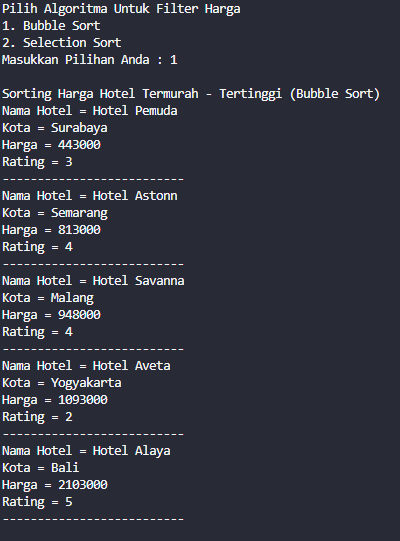 Pilih Algoritma Untuk Filter Harga
1. Bubble Sort
2. Selection Sort
Masukkan Pilihan Anda : 1

Sorting Harga Hotel Termurah - Tertinggi (Bubble Sort)
Nama Hotel = Hotel Pemuda
Kota = Surabaya
Harga = 443000
Rating = 3
--------------------------
Nama Hotel = Hotel Astonn
Kota = Semarang
Harga = 813000
Rating = 4
--------------------------
Nama Hotel = Hotel Savanna
Kota = Malang
Harga = 948000
Rating = 4
--------------------------
Nama Hotel = Hotel Aveta
Kota = Yogyakarta
Harga = 1093000
Rating = 2
--------------------------
Nama Hotel = Hotel Alaya
Kota = Bali
Harga = 2103000
Rating = 5
--------------------------